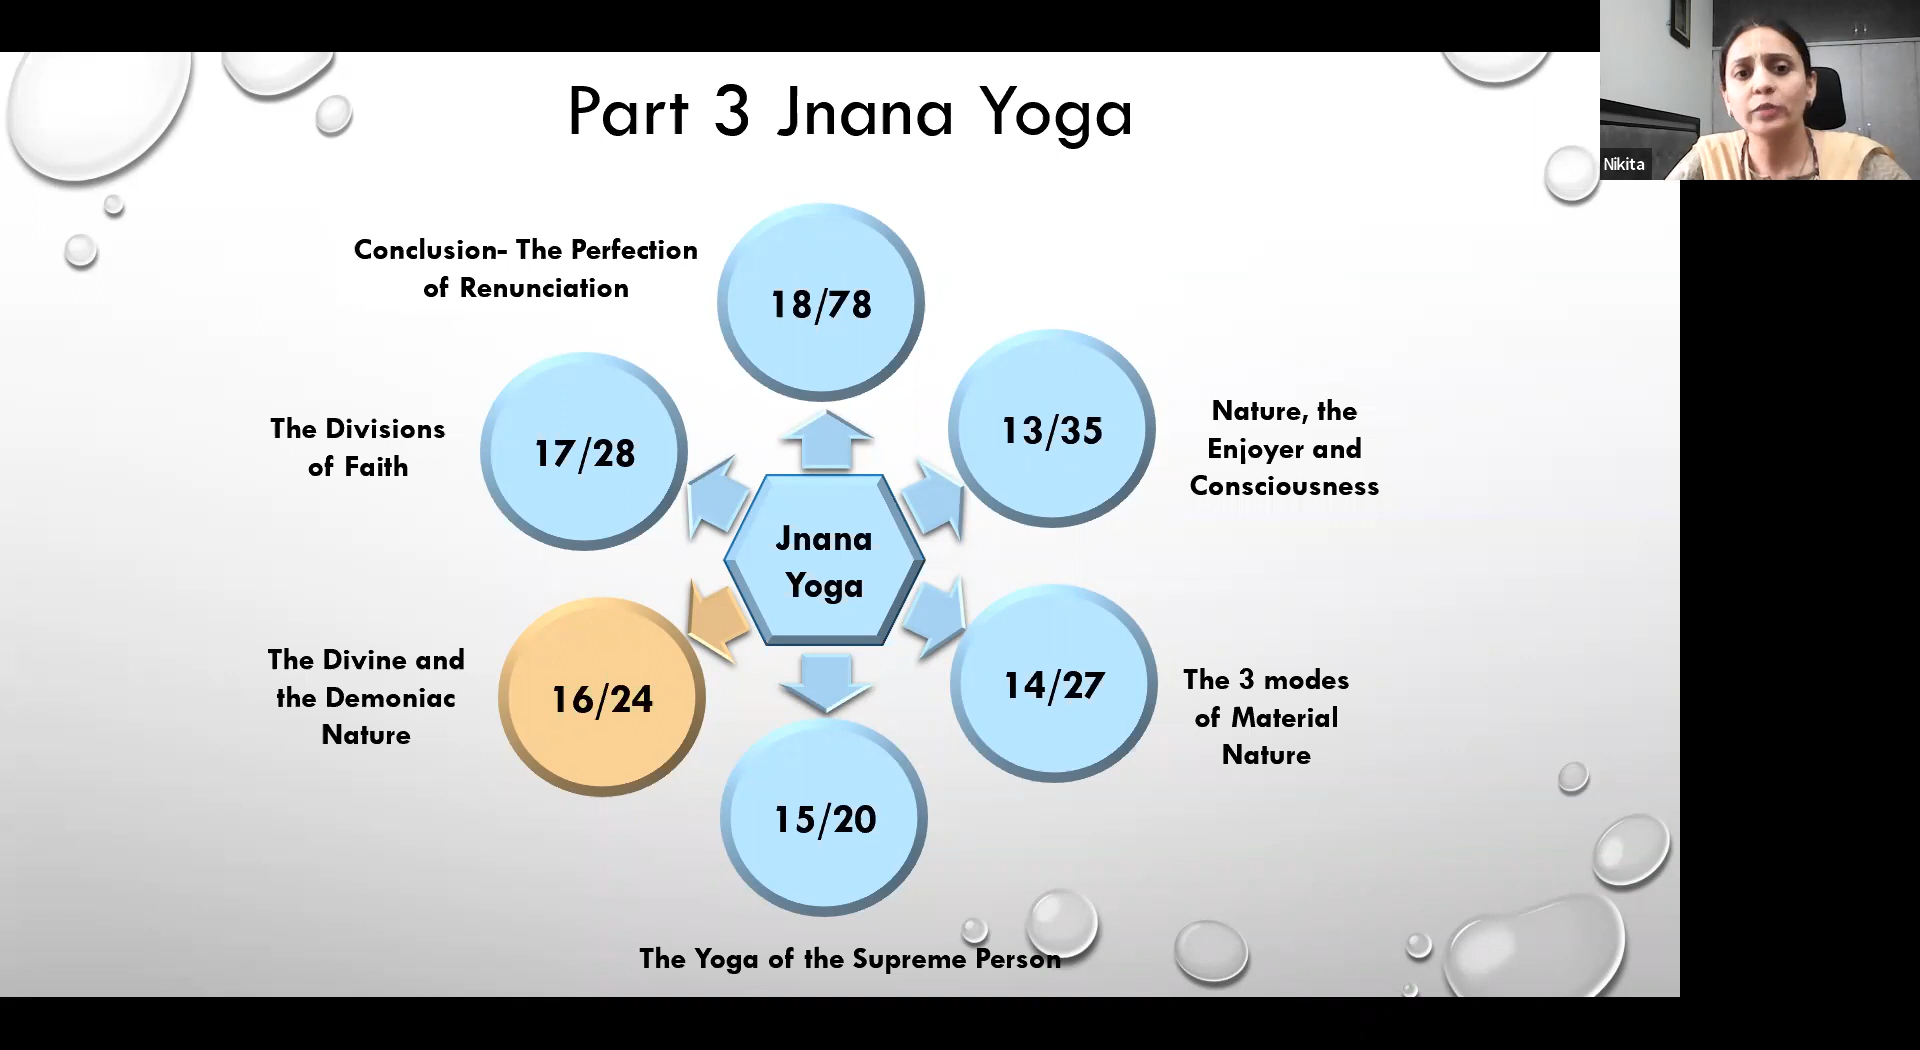 Part 3 Jnana Yoga
Nikita
Conclusion- The Perfection
of Renunciation
18/78
13/35
Nature, the
Enjoyer and
Consciousness
The Divisions
of Faith
17/28
Jnana
Yoga
The Divine and
the Demoniac
Nature
16/24
14/27
The 3 modes
of Material
Nature
15/20
The Yoga of the Supreme Person